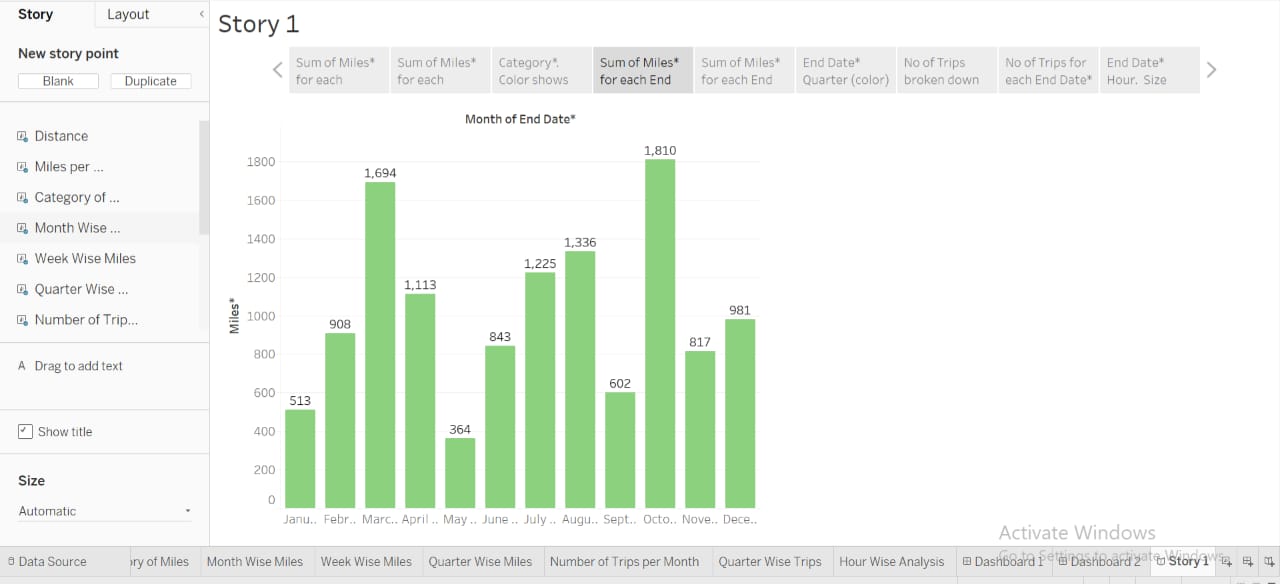 Story
Layout
New story point
Blank
Duplicate
Distance
Miles per ...
Category of ...
Month Wise ...
Week Wise Miles
Quarter Wise ...
Number of Trip...
A Drag to add text
Show title
Size
Automatic
Story 1
Sum of Miles*
for each
Sum of Miles*
for each
Category*.
Color shows
Sum of Miles*
for each End
Sum of Miles*
for each End
End Date*
Quarter (color)
No of Trips
broken down
No of Trips for
each End Date*
End Date*
Hour. Size
Month of End Date*
Miles*
1800
1600
1400
1200
1000
800
600
400
200
0
513
908
1,694
1,113
364
843
1,225
1,336
602
1,810
817
981
Janu.. Febr.. Marc.. April .. May .. June .. July .. Augu.. Sept.. Octo.. Nove.. Dece..
Activate Windows
Go to Settings to activate Windows.
Data Source
ory of Miles
Month Wise Miles
Week Wise Miles
Quarter Wise Miles
Number of Trips per Month
Quarter Wise Trips
Hour Wise Analysis
Dashboard 1
Dashboard 2
Story 1